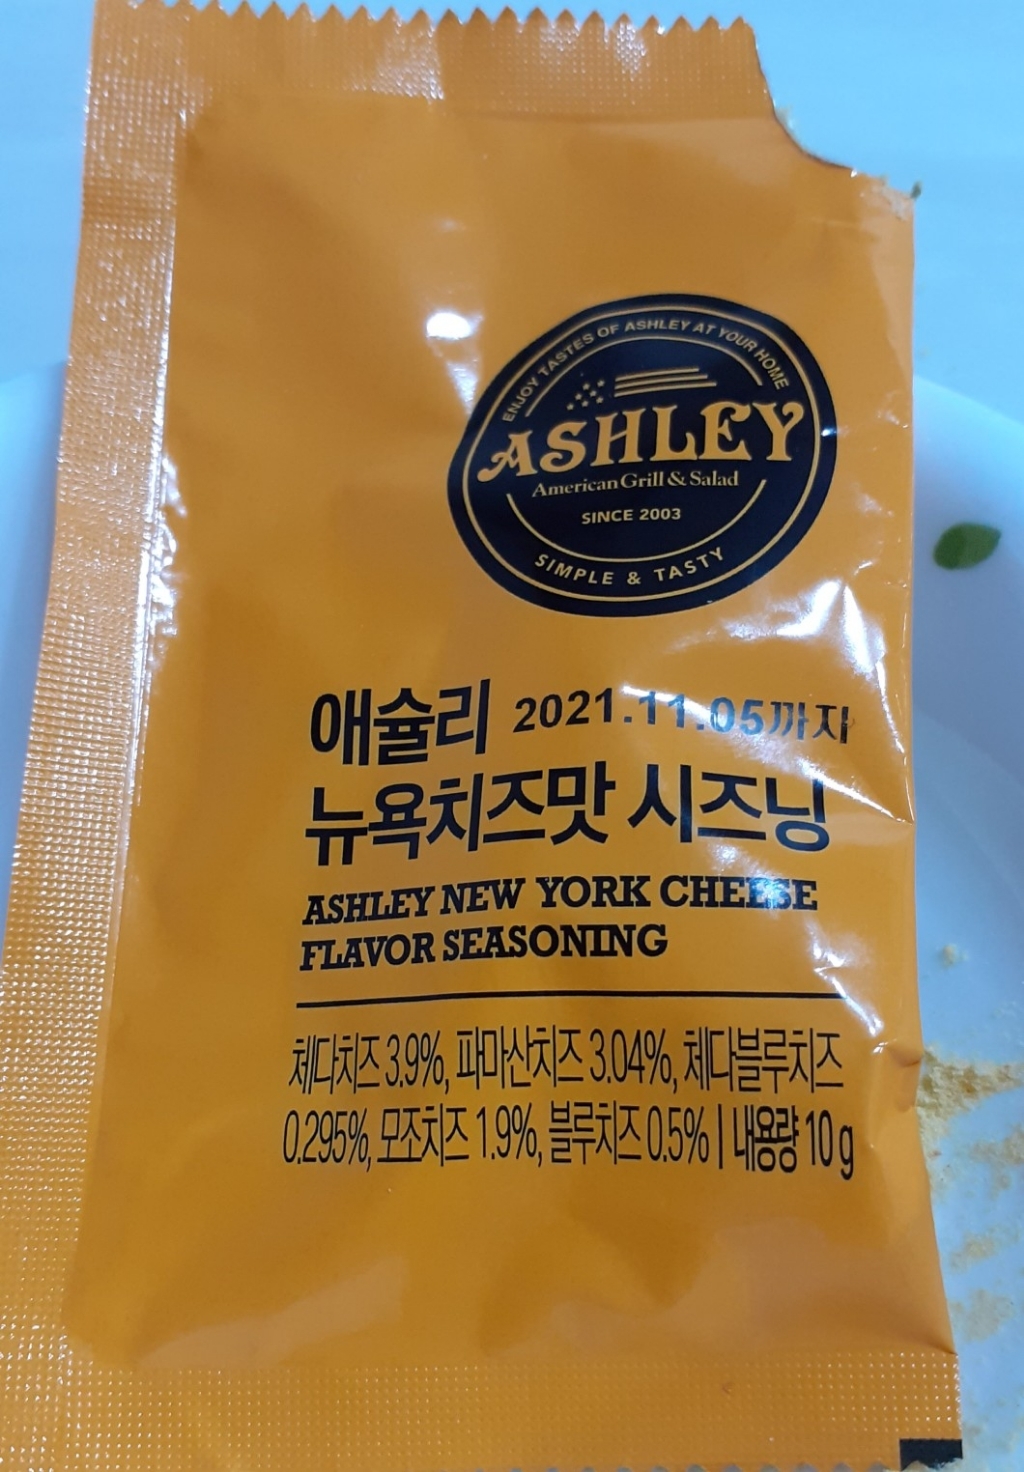 ENJOY TASTES OF ASHLEY AT YOUR HOME
ASHLEY
American Grill & Salad
SINCE 2003
SIMPLE & TASTY
애슐리 2021.11.05까지
뉴욕치즈맛 시즈닝
ASHLEY NEW YORK CHEESE
FLAVOR SEASONING
체다치즈 3.9%, 파마산치즈 3.04%, 체다블루치즈
0.295%, 모조치즈 1.9%, 블루치즈 0.5% | 내용량 10 g